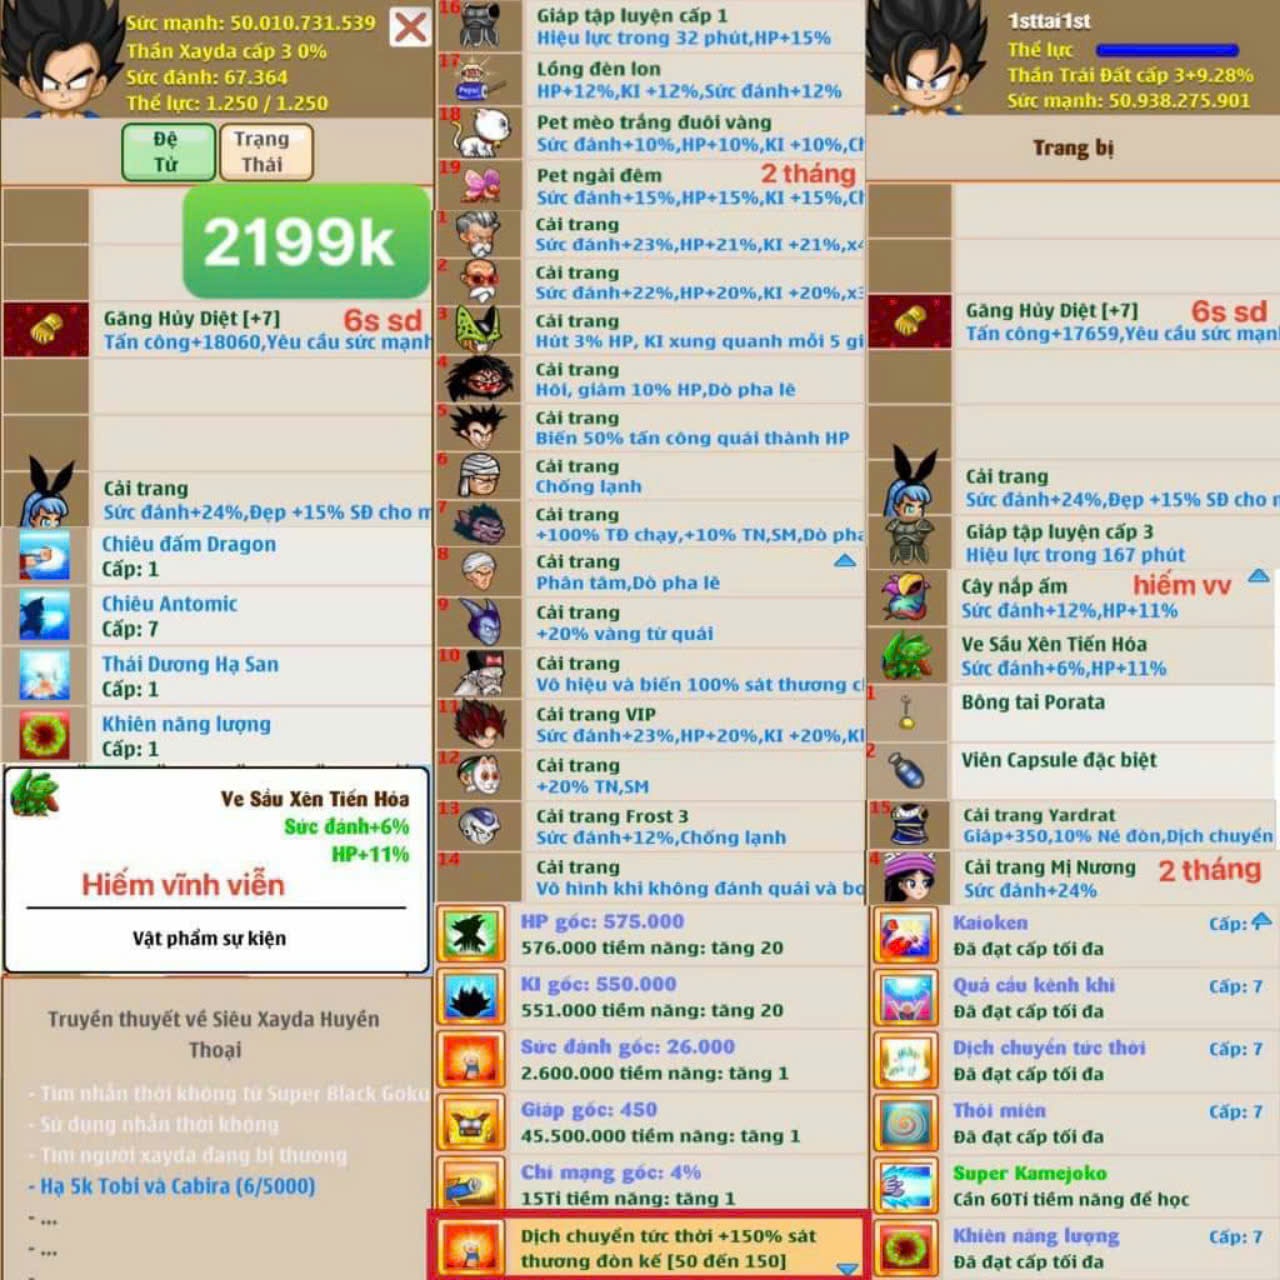 Sức mạnh: 50.010.731.539
Thần Xayda cấp 3 0%
Sức đánh: 67.364
Thể lực: 1.250 / 1.250
Đệ
Tử
Trạng
Thái
2199k
Găng Hủy Diệt [+7]
6s sd
Tấn công+18060,Yêu cầu sức mạnh
Cải trang
Sức đánh+24%,Đẹp +15% SĐ cho m
Chiêu đấm Dragon
Cấp: 1
Chiêu Antomic
Cấp: 7
Thái Dương Hạ San
Cấp: 1
Khiên năng lượng
Cấp: 1
Ve Sầu Xên Tiến Hóa
Sức đánh+6%
HP+11%
Hiếm vĩnh viễn
Vật phẩm sự kiện
Truyền thuyết về Siêu Xayda Huyền
Thoại
- Tìm nhẫn thời không từ Super Black Goku
- Sử dụng nhẫn thời không
- Tìm người xayda đang bị thương
- Hạ 5k Tobi và Cabira (6/5000)
- ...
- ...
16
Giáp tập luyện cấp 1
Hiệu lực trong 32 phút,HP+15%
17
Lồng đèn lon
HP+12%,KI +12%,Sức đánh+12%
18
Pet mèo trắng đuôi vàng
Sức đánh+10%,HP+10%,KI +10%,Ch
19
Pet ngài đêm
2 tháng
Sức đánh+15%,HP+15%,KI +15%,Ch
1
Cải trang
Sức đánh+23%,HP+21%,KI +21%,x4
2
Cải trang
Sức đánh+22%,HP+20%,KI +20%,x3
3
Cải trang
Hút 3% HP, KI xung quanh mỗi 5 gi
4
Cải trang
Hôi, giảm 10% HP,Dò pha lê
5
Cải trang
Biến 50% tấn công quái thành HP
6
Cải trang
Chống lạnh
7
Cải trang
+100% TĐ chạy,+10% TN,SM,Dò pha
8
Cải trang
Phân tâm,Dò pha lê
9
Cải trang
+20% vàng từ quái
10
Cải trang
Vô hiệu và biến 100% sát thương c
11
Cải trang VIP
Sức đánh+23%,HP+20%,KI +20%,KI
12
Cải trang
+20% TN,SM
13
Cải trang Frost 3
Sức đánh+12%,Chống lạnh
14
Cải trang
Vô hình khi không đánh quái và bo
HP gốc: 575.000
576.000 tiềm năng: tăng 20
KI gốc: 550.000
551.000 tiềm năng: tăng 20
Sức đánh gốc: 26.000
2.600.000 tiềm năng: tăng 1
Giáp gốc: 450
45.500.000 tiềm năng: tăng 1
Chí mạng gốc: 4%
15Tỉ tiềm năng: tăng 1
Dịch chuyển tức thời +150% sát
thương đòn kế [50 đến 150]
1sttai1st
Thể lực
Thần Trái Đất cấp 3+9.28%
Sức mạnh: 50.938.275.901
Trang bị
Găng Hủy Diệt [+7]
6s sd
Tấn công+17659,Yêu cầu sức mạn
Cải trang
Sức đánh+24%,Đẹp +15% SĐ cho
Giáp tập luyện cấp 3
Hiệu lực trong 167 phút
Cây nắp ấm
hiếm vv
Sức đánh+12%,HP+11%
Ve Sầu Xên Tiến Hóa
Sức đánh+6%,HP+11%
1
Bông tai Porata
2
Viên Capsule đặc biệt
15
Cải trang Yardrat
Giáp+350,10% Né đòn,Dịch chuyển
4
Cải trang Mị Nương
2 tháng
Sức đánh+24%
Kaioken
Cấp:
Đã đạt cấp tối đa
Quả cầu kênh khi
Cấp: 7
Đã đạt cấp tối đa
Dịch chuyển tức thời
Cấp: 7
Đã đạt cấp tối đa
Thôi miên
Cấp: 7
Đã đạt cấp tối đa
Super Kamejoko
Cần 60Tỉ tiềm năng để học
Khiên năng lượng
Cấp: 7
Đã đạt cấp tối đa